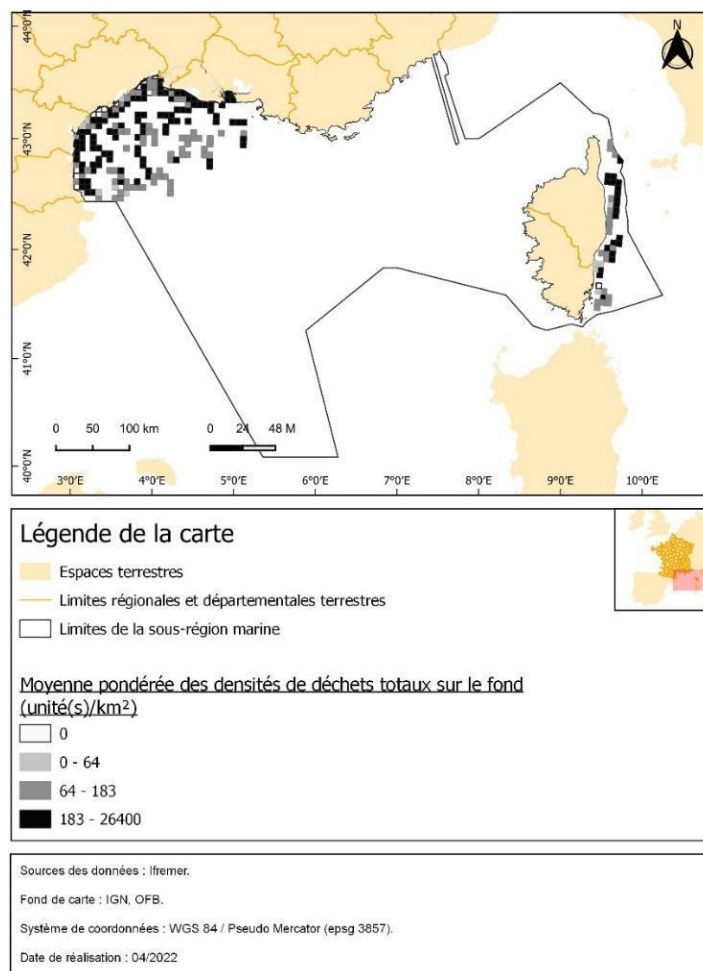 44°0'N
43°0'N
42°0'N
41°0'N
40°0'N
N
0 50 100 km
0 24 48 M
3°0'E 4°0'E 5°0'E 6°0'E 7°0'E 8°0'E 9°0'E 10°0'E
Légende de la carte
Espaces terrestres
Limites régionales et départementales terrestres
Limites de la sous-région marine
Moyenne pondérée des densités de déchets totaux sur le fond
(unité(s)/km²)
0
0 - 64
64 - 183
183 - 26400
Sources des données : Ifremer.
Fond de carte : IGN, OFB.
Système de coordonnées : WGS 84 / Pseudo Mercator (epsg 3857).
Date de réalisation : 04/2022